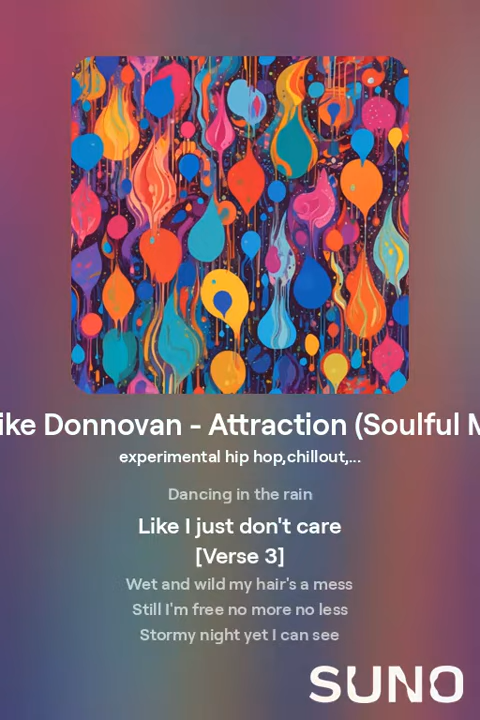 ike Donnovan - Attraction (Soulful M
experimental hip hop,chillout,...
Dancing in the rain
Like I just don't care
[Verse 3]
Wet and wild my hair's a mess
Still I'm free no more no less
Stormy night yet I can see
SUNO